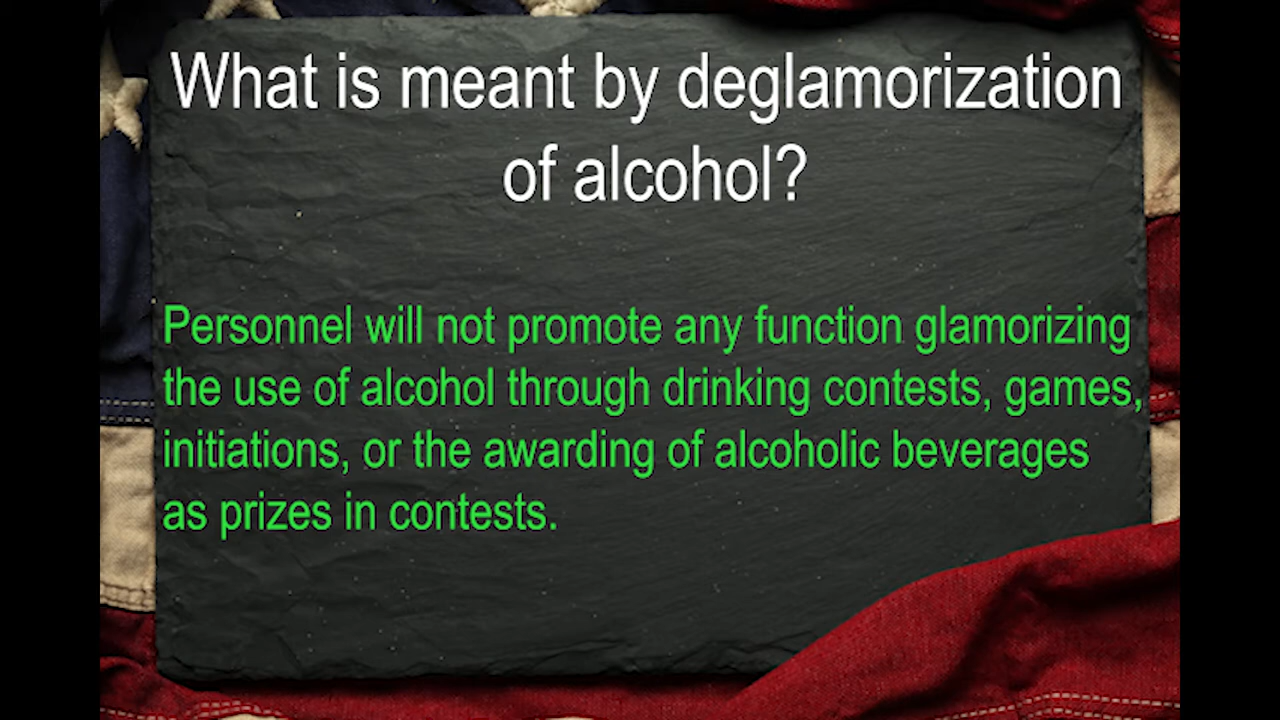 What is meant by deglamorization
of alcohol?
Personnel will not promote any function glamorizing
the use of alcohol through drinking contests, games,
initiations, or the awarding of alcoholic beverages
as prizes in contests.